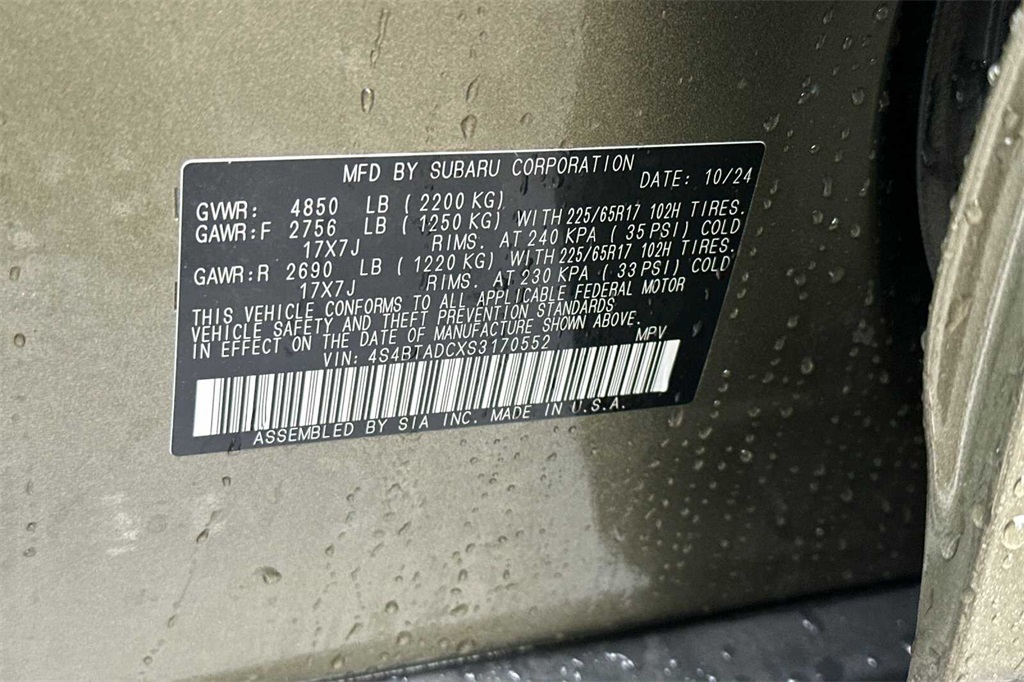 MFD BY SUBARU CORPORATION DATE: 10/24
GVWR: 4850 LB ( 2200 KG)
GAWR:F 2756 LB ( 1250 KG) WITH 225/65R17 102H TIRES.
17X7J RIMS. AT 240 KPA ( 35 PSI) COLD
GAWR:R 2690 LB ( 1220 KG) WITH 225/65R17 102H TIRES.
17X7J RIMS. AT 230 KPA ( 33 PSI) COLD
THIS VEHICLE CONFORMS TO ALL APPLICABLE FEDERAL MOTOR
VEHICLE SAFETY AND THEFT PREVENTION STANDARDS
IN EFFECT ON THE DATE OF MANUFACTURE SHOWN ABOVE.
VIN: 4S4BTADCXS3170552 MPV
ASSEMBLED BY SIA INC. MADE IN U.S.A.